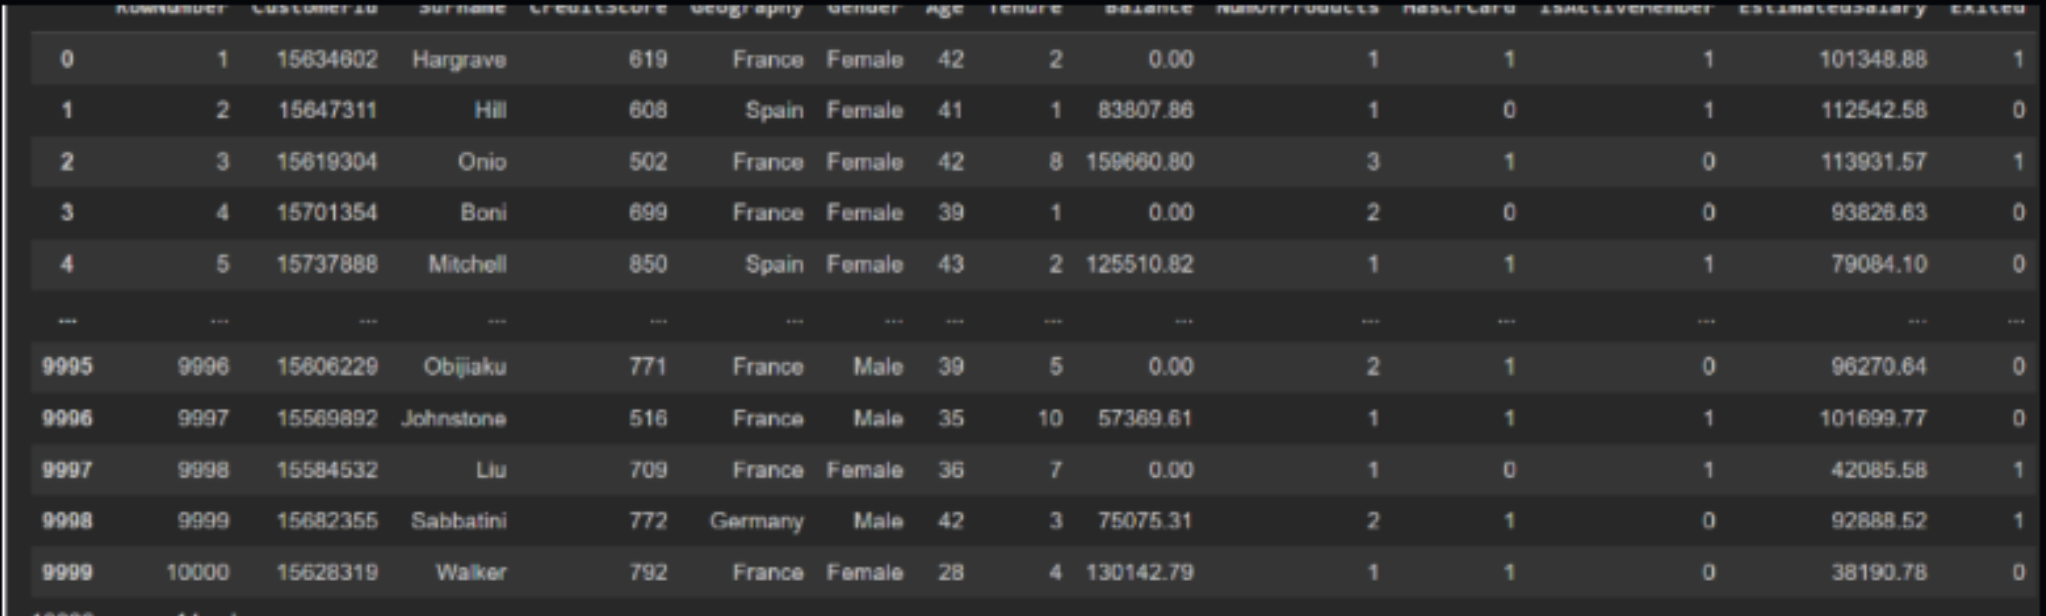 RowNumber CustomerId Surname CreditScore Geography Gender Age Tenure Balance NumOfProducts HasCrCard IsActiveMember EstimatedSalary Exited
0 1 15634602 Hargrave 619 France Female 42 2 0.00 1 1 1 101348.88 1
1 2 15647311 Hill 608 Spain Female 41 1 83807.86 1 0 1 112542.58 0
2 3 15619304 Onio 502 France Female 42 8 159660.80 3 1 0 113931.57 1
3 4 15701354 Boni 699 France Female 39 1 0.00 2 0 0 93826.63 0
4 5 15737888 Mitchell 850 Spain Female 43 2 125510.82 1 1 1 79084.10 0
... ... ... ... ... ... ... ... ... ... ... ... ... ... ...
9995 9996 15606229 Obijiaku 771 France Male 39 5 0.00 2 1 0 96270.64 0
9996 9997 15569892 Johnstone 516 France Male 35 10 57369.61 1 1 1 101699.77 0
9997 9998 15584532 Liu 709 France Female 36 7 0.00 1 0 1 42085.58 1
9998 9999 15682355 Sabbatini 772 Germany Male 42 3 75075.31 2 1 0 92888.52 1
9999 10000 15628319 Walker 792 France Female 28 4 130142.79 1 1 0 38190.78 0